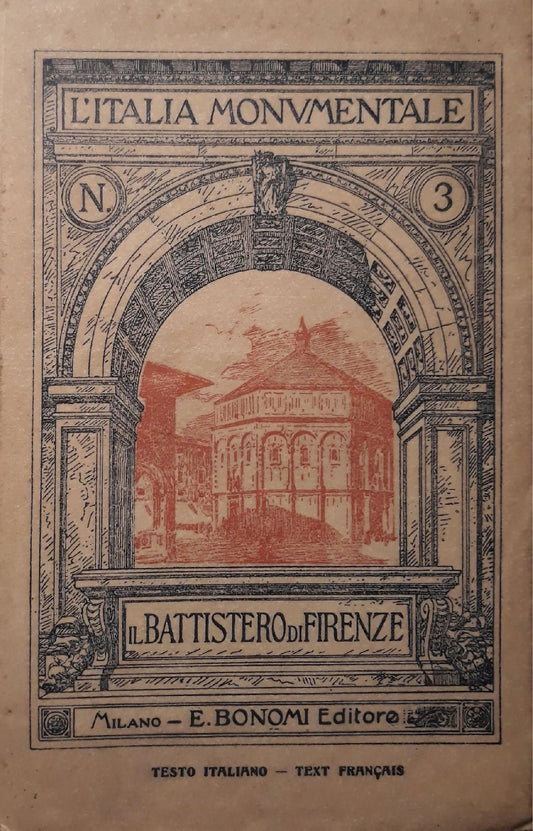 L'ITALIA MONVMENTALE
N. 3
IL BATTISTERO DI FIRENZE
MILANO – E. BONOMI Editore
TESTO ITALIANO — TEXT FRANÇAIS